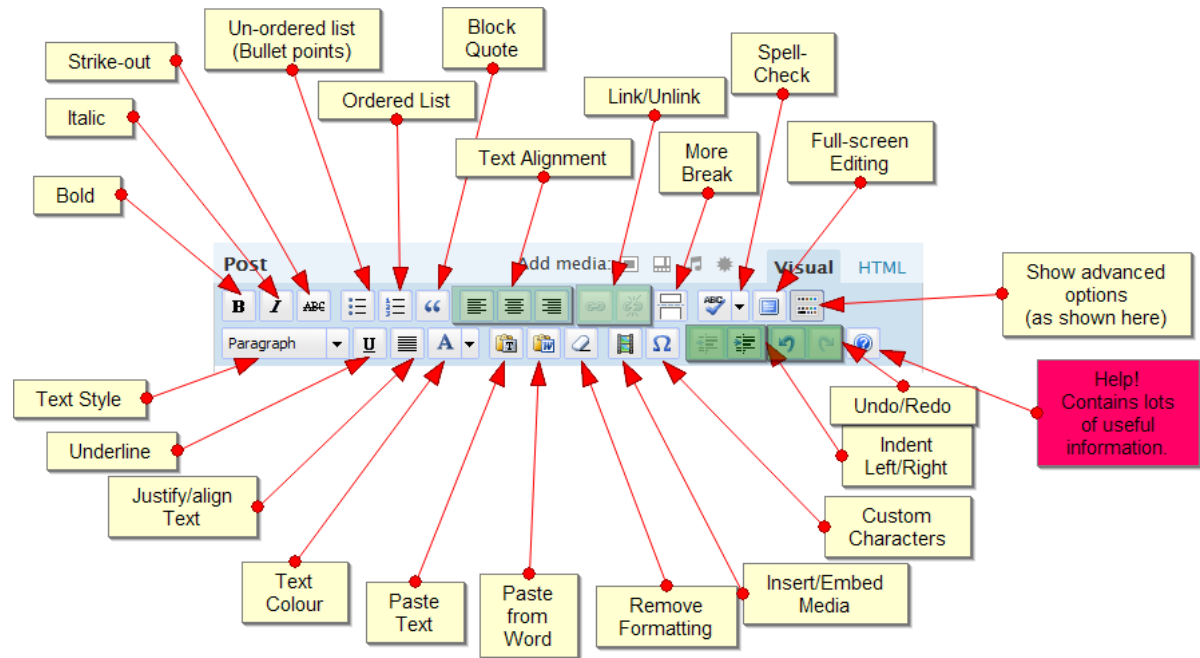 Un-ordered list
(Bullet points)
Block
Quote
Strike-out
Spell-
Check
Ordered List
Link/Unlink
Italic
Text Alignment
More
Break
Full-screen
Editing
Bold
Post
Add media:
Visual
HTML
Show advanced
options
(as shown here)
B
I
ABC
ABC
Paragraph
U
A
T
W
Ω
?
Text Style
Undo/Redo
Help!
Contains lots
of useful
information.
Underline
Indent
Left/Right
Justify/align
Text
Custom
Characters
Text
Colour
Paste
Text
Paste
from
Word
Remove
Formatting
Insert/Embed
Media